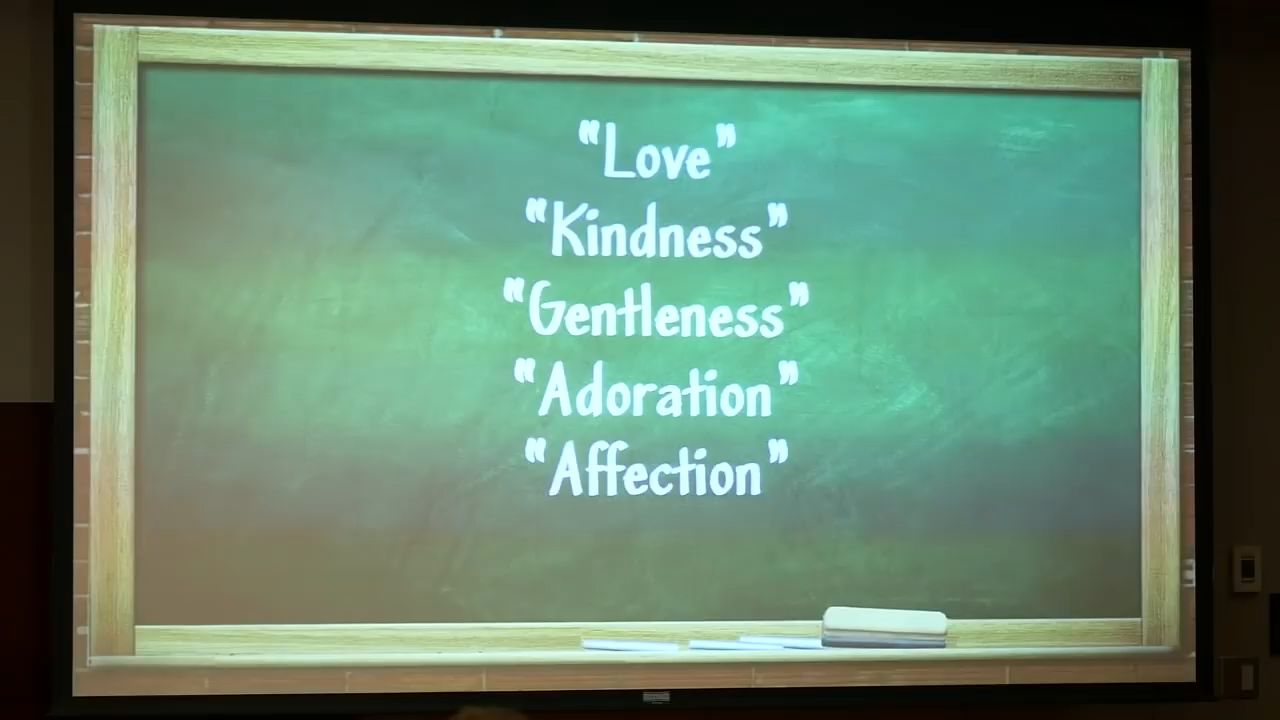 "Love"
"Kindness"
"Gentleness"
"Adoration"
"Affection"